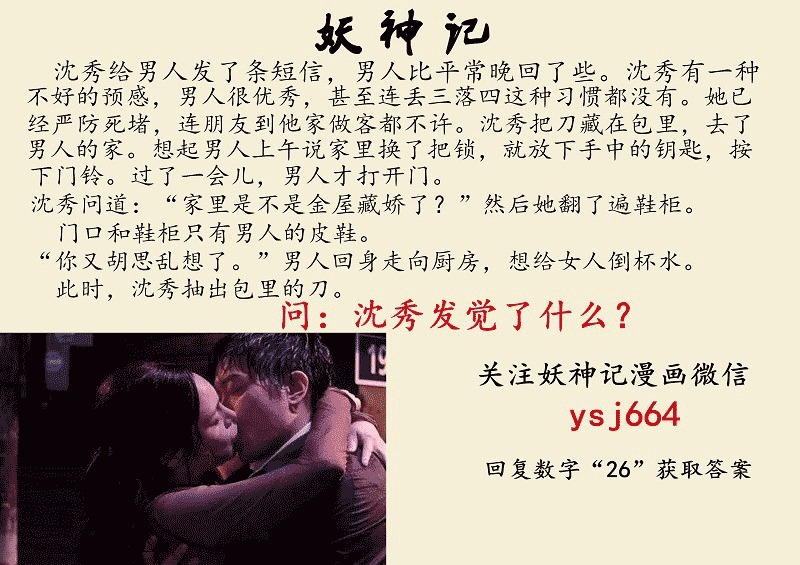 妖神记
沈秀给男人发了条短信，男人比平常晚回了些。沈秀有一种
不好的预感，男人很优秀，甚至连丢三落四这种习惯都没有。她已
经严防死堵，连朋友到他家做客都不许。沈秀把刀藏在包里，去了
男人的家。想起男人上午说家里换了把锁，就放下手中的钥匙，按
下门铃。过了一会儿，男人才打开门。
沈秀问道：“家里是不是金屋藏娇了？”然后她翻了遍鞋柜。
门口和鞋柜只有男人的皮鞋。
“你又胡思乱想了。”男人回身走向厨房，想给女人倒杯水。
此时，沈秀抽出包里的刀。
问：沈秀发觉了什么？
19
关注妖神记漫画微信
ysj664
回复数字“26”获取答案